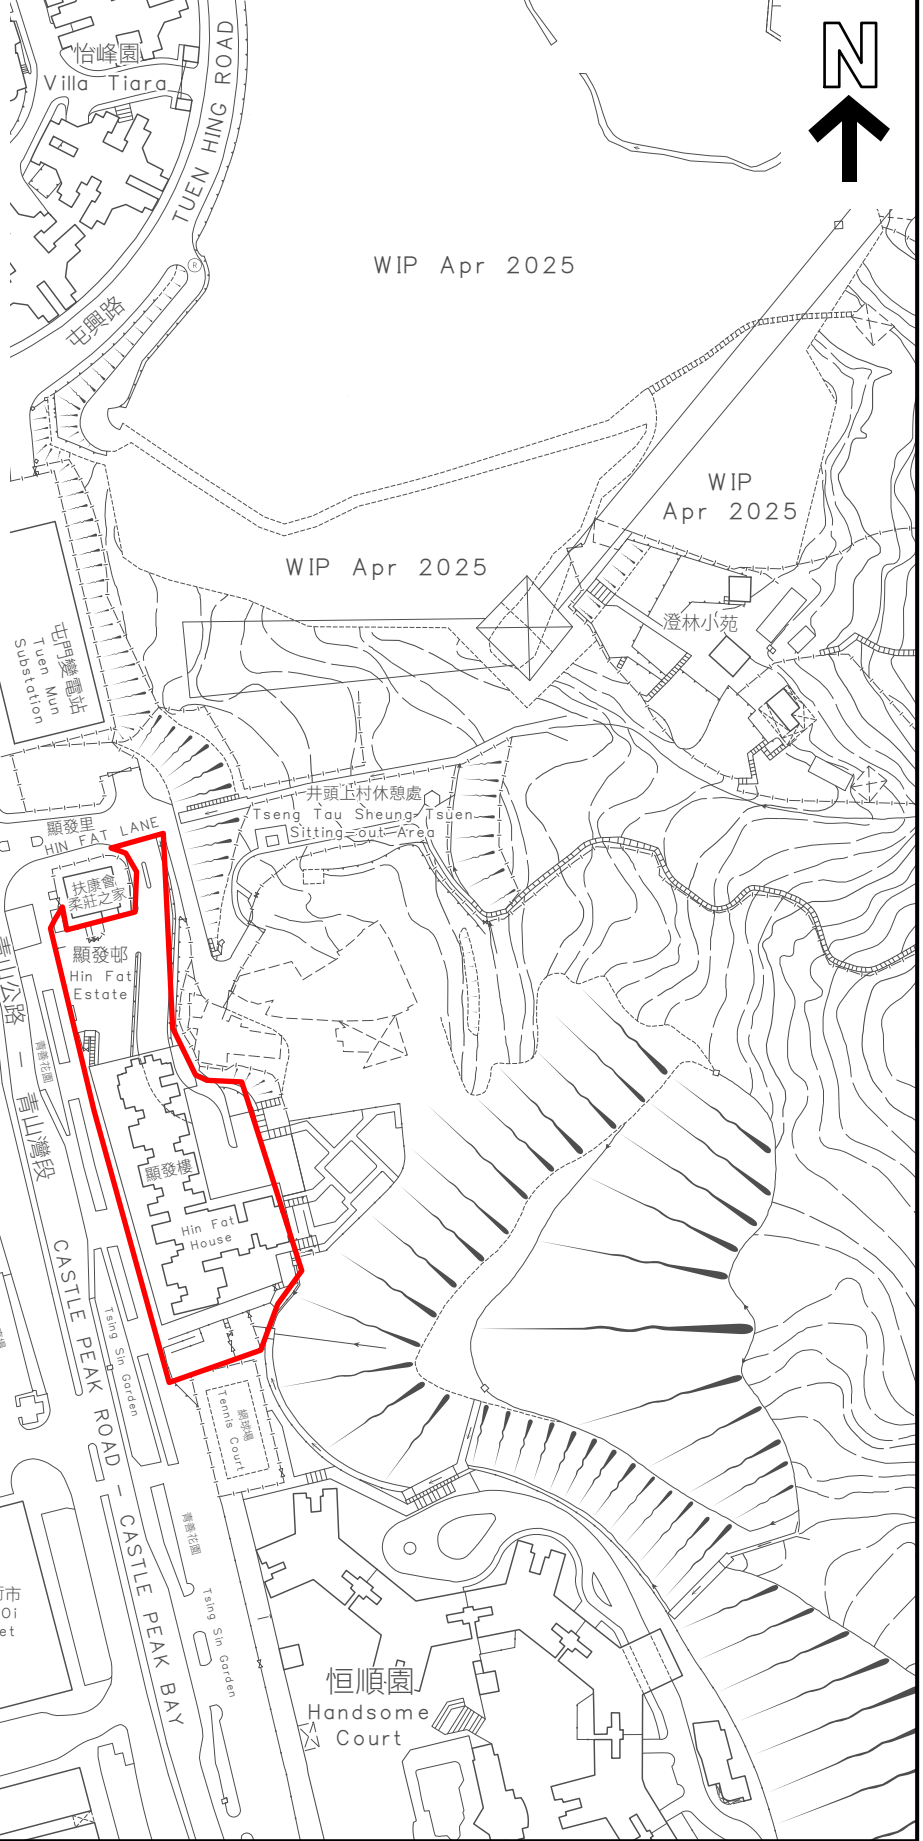 N
怡峰園
Villa Tiara
TUEN HING ROAD
屯興路
WIP Apr 2025
WIP
Apr 2025
WIP Apr 2025
澄林小苑
屯門變電站
Tuen Mun
Substation
井頭上村休憩處
Tseng Tau Sheung Tsuen
Sitting-out Area
顯發里
HIN FAT LANE
扶康會
柔莊之家
顯發邨
Hin Fat
Estate
青山公路 - 青山灣段
青善花園
顯發樓
Hin Fat
House
CASTLE PEAK ROAD - CASTLE PEAK BAY
Tsing Sin Garden
網球場
Tennis Court
青善花園
Tsing Sin Garden
恒順園
Handsome
Court
市
Oi
et
R